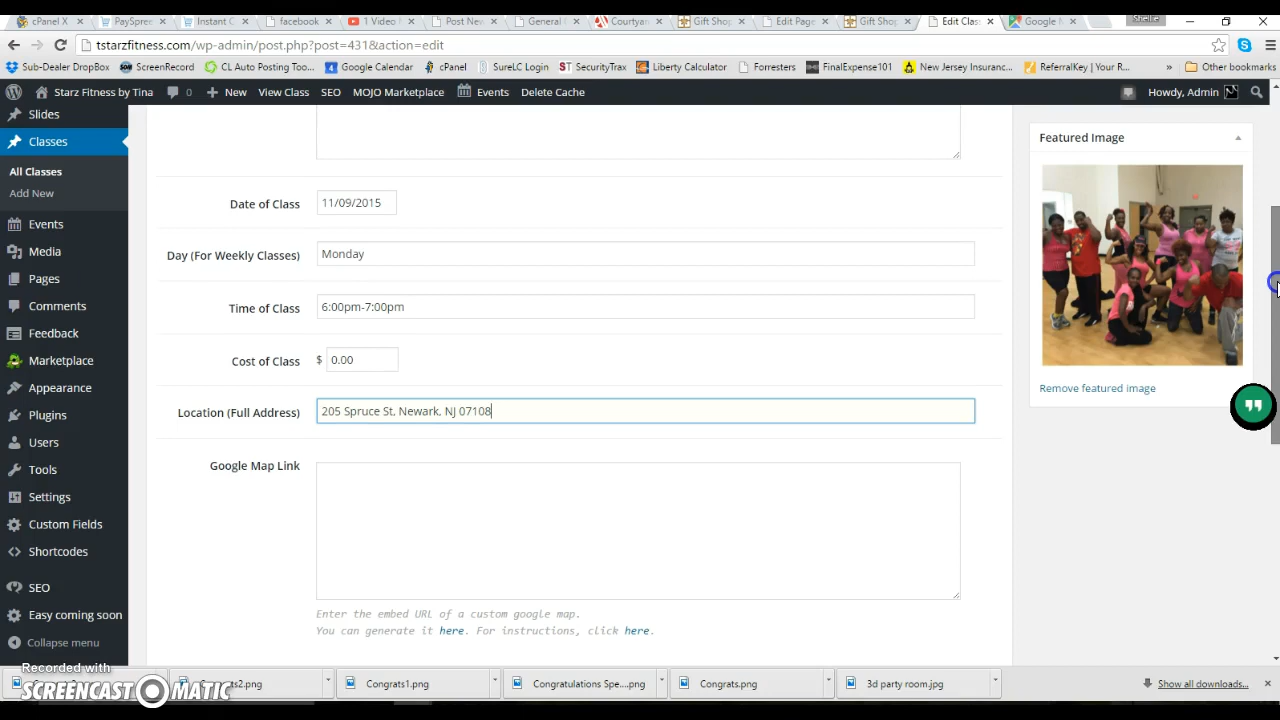 cPanel X
PaySpree
Instant C
facebook
1 Video
Post New
General
Courtyar
Gift Shop
Edit Page
Gift Shop
Edit Class
Google
Shellie
tstarzfitness.com/wp-admin/post.php?post=431&action=edit
Sub-Dealer DropBox
ScreenRecord
CL Auto Posting Too...
Google Calendar
cPanel
SureLC Login
SecurityTrax
Liberty Calculator
Forresters
FinalExpense101
New Jersey Insuranc...
ReferralKey | Your R...
»
Other bookmarks
Starz Fitness by Tina
0
+ New
View Class
SEO
MOJO Marketplace
Events
Delete Cache
Howdy, Admin
Slides
Classes
All Classes
Add New
Events
Media
Pages
Comments
Feedback
Marketplace
Appearance
Plugins
Users
Tools
Settings
Custom Fields
Shortcodes
SEO
Easy coming soon
Collapse menu
Date of Class
11/09/2015
Day (For Weekly Classes)
Monday
Time of Class
6:00pm-7:00pm
Cost of Class
$ 0.00
Location (Full Address)
205 Spruce St, Newark, NJ 07108
Google Map Link
Enter the embed URL of a custom google map.
You can generate it here. For instructions, click here.
Featured Image
Remove featured image
Recorded with
SCREENCAST-O-MATIC
Congrats2.png
Congrats1.png
Congratulations Spe....png
Congrats.png
3d party room.jpg
Show all downloads...